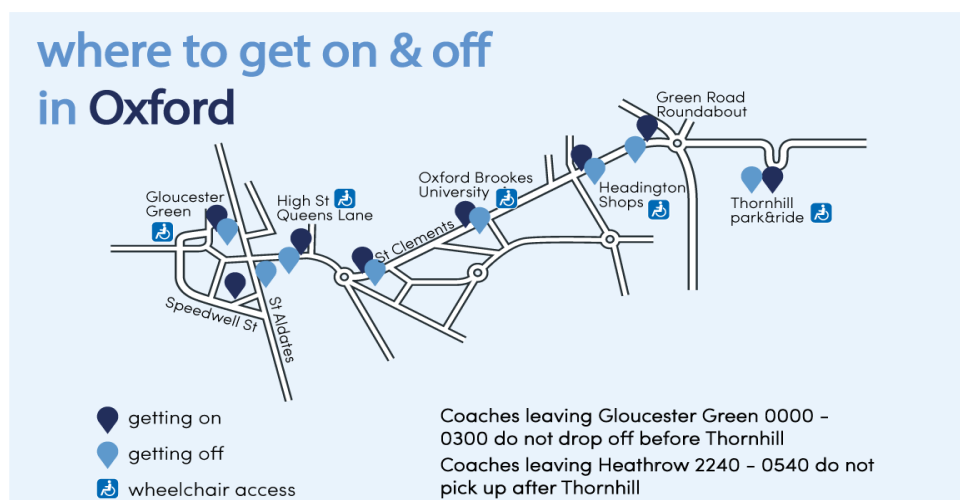 where to get on & off
in Oxford
Green Road
Roundabout
Gloucester
Green
High St
Queens Lane
Oxford Brookes
University
Headington
Shops
Thornhill
park&ride
St Clements
Speedwell St
St Aldates
getting on
getting off
wheelchair access
Coaches leaving Gloucester Green 0000 -
0300 do not drop off before Thornhill
Coaches leaving Heathrow 2240 - 0540 do not
pick up after Thornhill